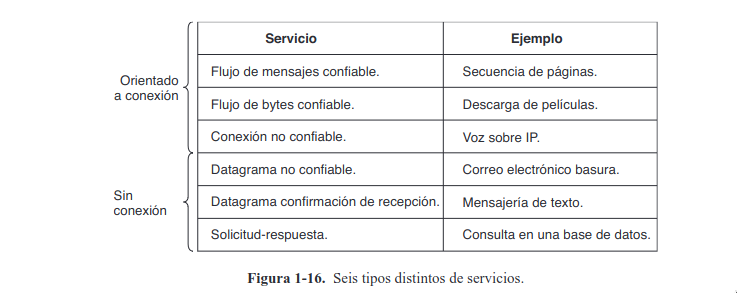 Servicio Ejemplo
Orientado a conexión
Flujo de mensajes confiable. Secuencia de páginas.
Flujo de bytes confiable. Descarga de películas.
Conexión no confiable. Voz sobre IP.
Sin conexión
Datagrama no confiable. Correo electrónico basura.
Datagrama confirmación de recepción. Mensajería de texto.
Solicitud-respuesta. Consulta en una base de datos.
Figura 1-16. Seis tipos distintos de servicios.